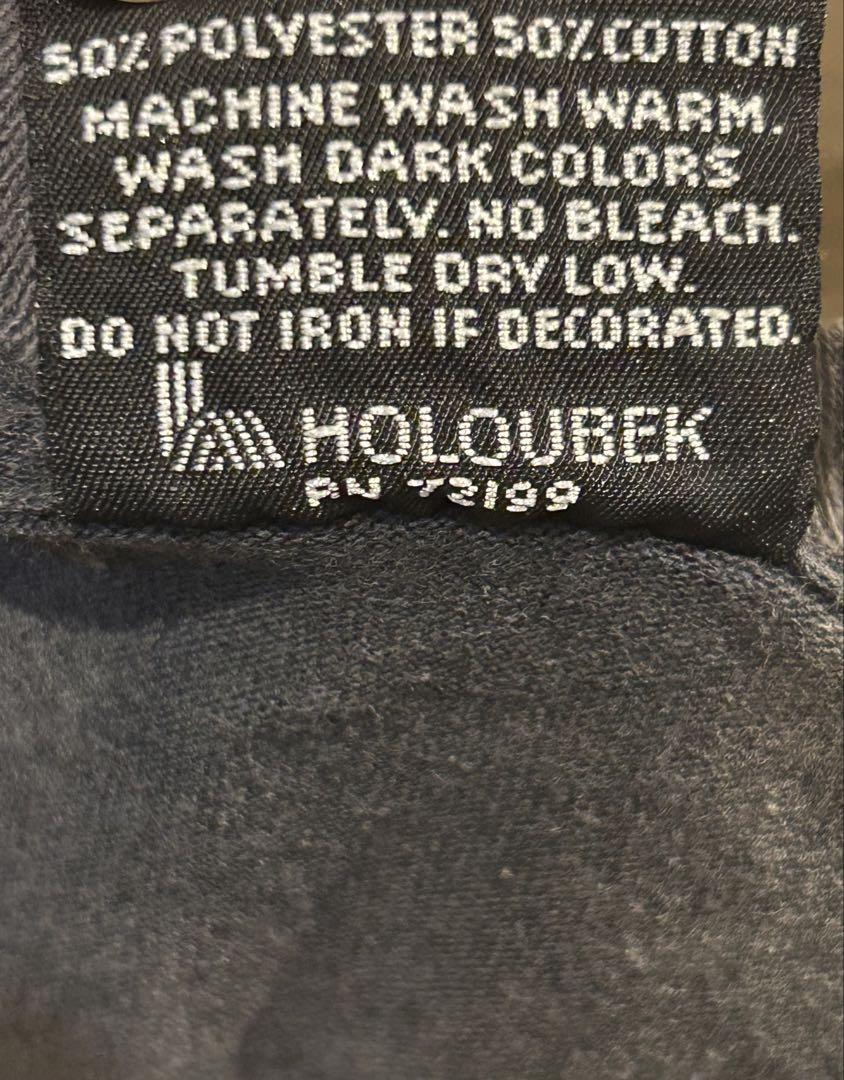 50% POLYESTER 50% COTTON
MACHINE WASH WARM.
WASH DARK COLORS
SEPARATELY. NO BLEACH.
TUMBLE DRY LOW.
DO NOT IRON IF DECORATED.
HOLOUBEK
RN 73199